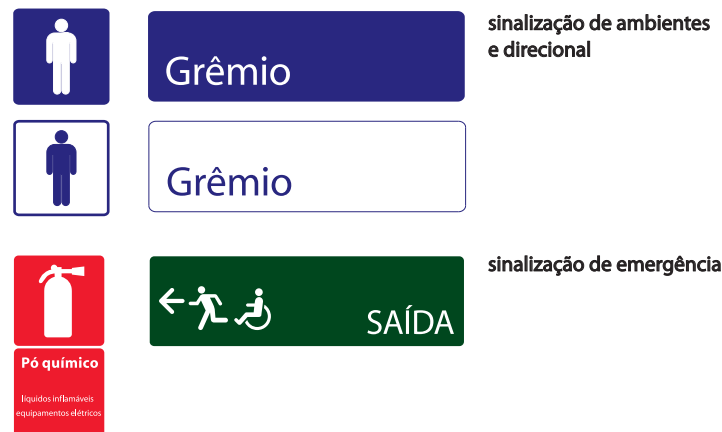 Grêmio
sinalização de ambientes
e direcional
Grêmio
SAÍDA
sinalização de emergência
Pó químico
líquidos inflamáveis
equipamentos elétricos